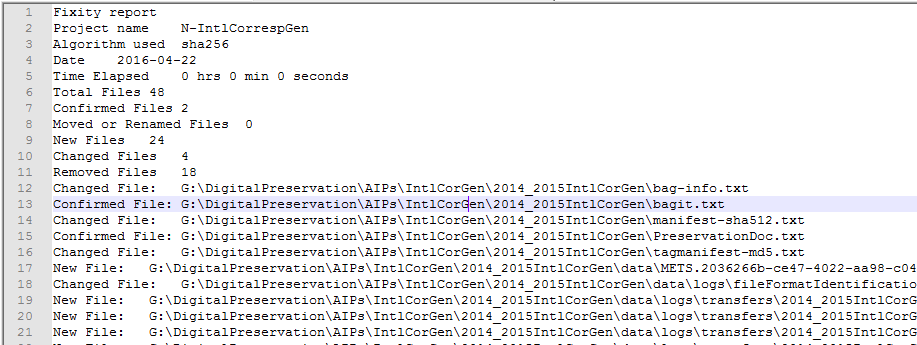 1 Fixity report
2 Project name N-IntlCorrespGen
3 Algorithm used sha256
4 Date 2016-04-22
5 Time Elapsed 0 hrs 0 min 0 seconds
6 Total Files 48
7 Confirmed Files 2
8 Moved or Renamed Files 0
9 New Files 24
10 Changed Files 4
11 Removed Files 18
12 Changed File: G:\DigitalPreservation\AIPs\IntlCorGen\2014_2015IntlCorGen\bag-info.txt
13 Confirmed File: G:\DigitalPreservation\AIPs\IntlCorGen\2014_2015IntlCorGen\bagit.txt
14 Changed File: G:\DigitalPreservation\AIPs\IntlCorGen\2014_2015IntlCorGen\manifest-sha512.txt
15 Confirmed File: G:\DigitalPreservation\AIPs\IntlCorGen\2014_2015IntlCorGen\PreservationDoc.txt
16 Changed File: G:\DigitalPreservation\AIPs\IntlCorGen\2014_2015IntlCorGen\tagmanifest-md5.txt
17 New File: G:\DigitalPreservation\AIPs\IntlCorGen\2014_2015IntlCorGen\data\METS.2036266b-ce47-4022-aa98-c04
18 Changed File: G:\DigitalPreservation\AIPs\IntlCorGen\2014_2015IntlCorGen\data\logs\fileFormatIdentificatio
19 New File: G:\DigitalPreservation\AIPs\IntlCorGen\2014_2015IntlCorGen\data\logs\transfers\2014_2015IntlCorG
20 New File: G:\DigitalPreservation\AIPs\IntlCorGen\2014_2015IntlCorGen\data\logs\transfers\2014_2015IntlCorG
21 New File: G:\DigitalPreservation\AIPs\IntlCorGen\2014_2015IntlCorGen\data\logs\transfers\2014_2015IntlCorG